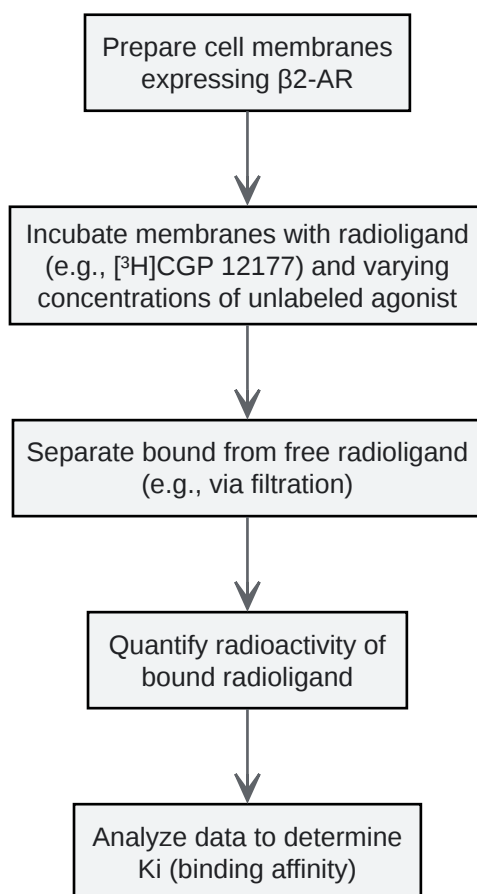 Prepare cell membranes
expressing β2-AR
Incubate membranes with radioligand
(e.g., [³H]CGP 12177) and varying
concentrations of unlabeled agonist
Separate bound from free radioligand
(e.g., via filtration)
Quantify radioactivity of
bound radioligand
Analyze data to determine
Ki (binding affinity)